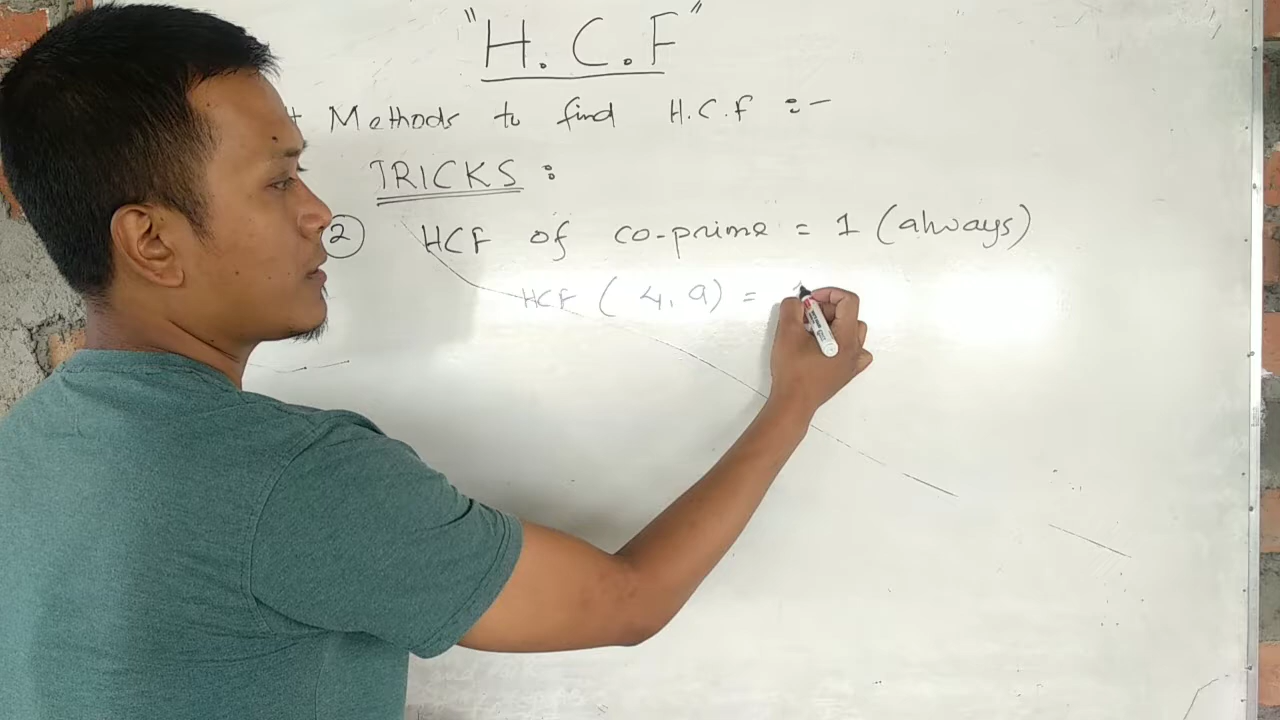 "H.C.F"
Methods to find H.C.F :-
TRICKS :
2 HCF of co-prime = 1 (always)
HCF ( 4, 9) =